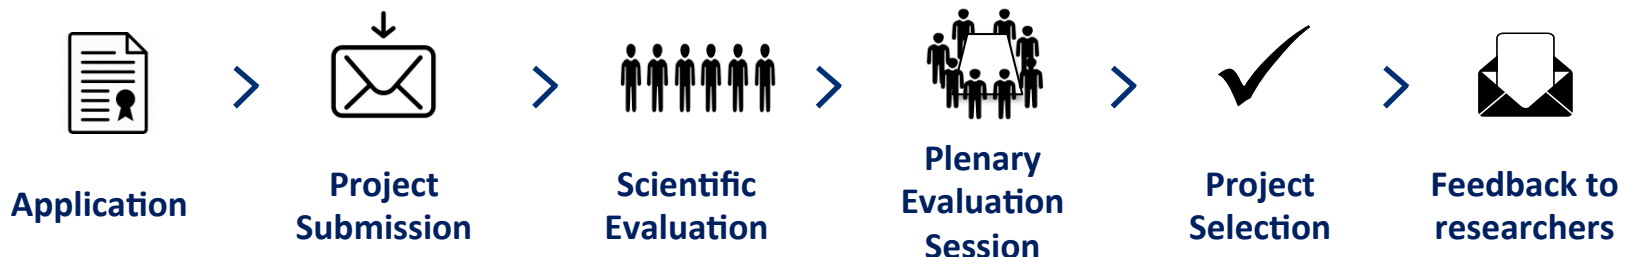 Application
Project
Submission
Scientific
Evaluation
Plenary
Evaluation
Session
Project
Selection
Feedback to
researchers